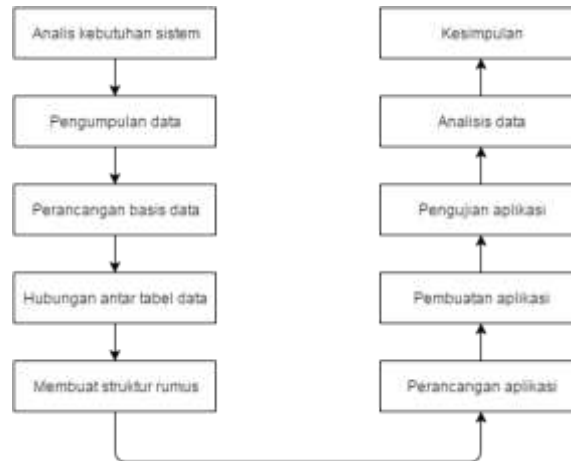 Analis kebutuhan sistem
Pengumpulan data
Perancangan basis data
Hubungan antar tabel data
Membuat struktur rumus
Perancangan aplikasi
Pembuatan aplikasi
Pengujian aplikasi
Analisis data
Kesimpulan